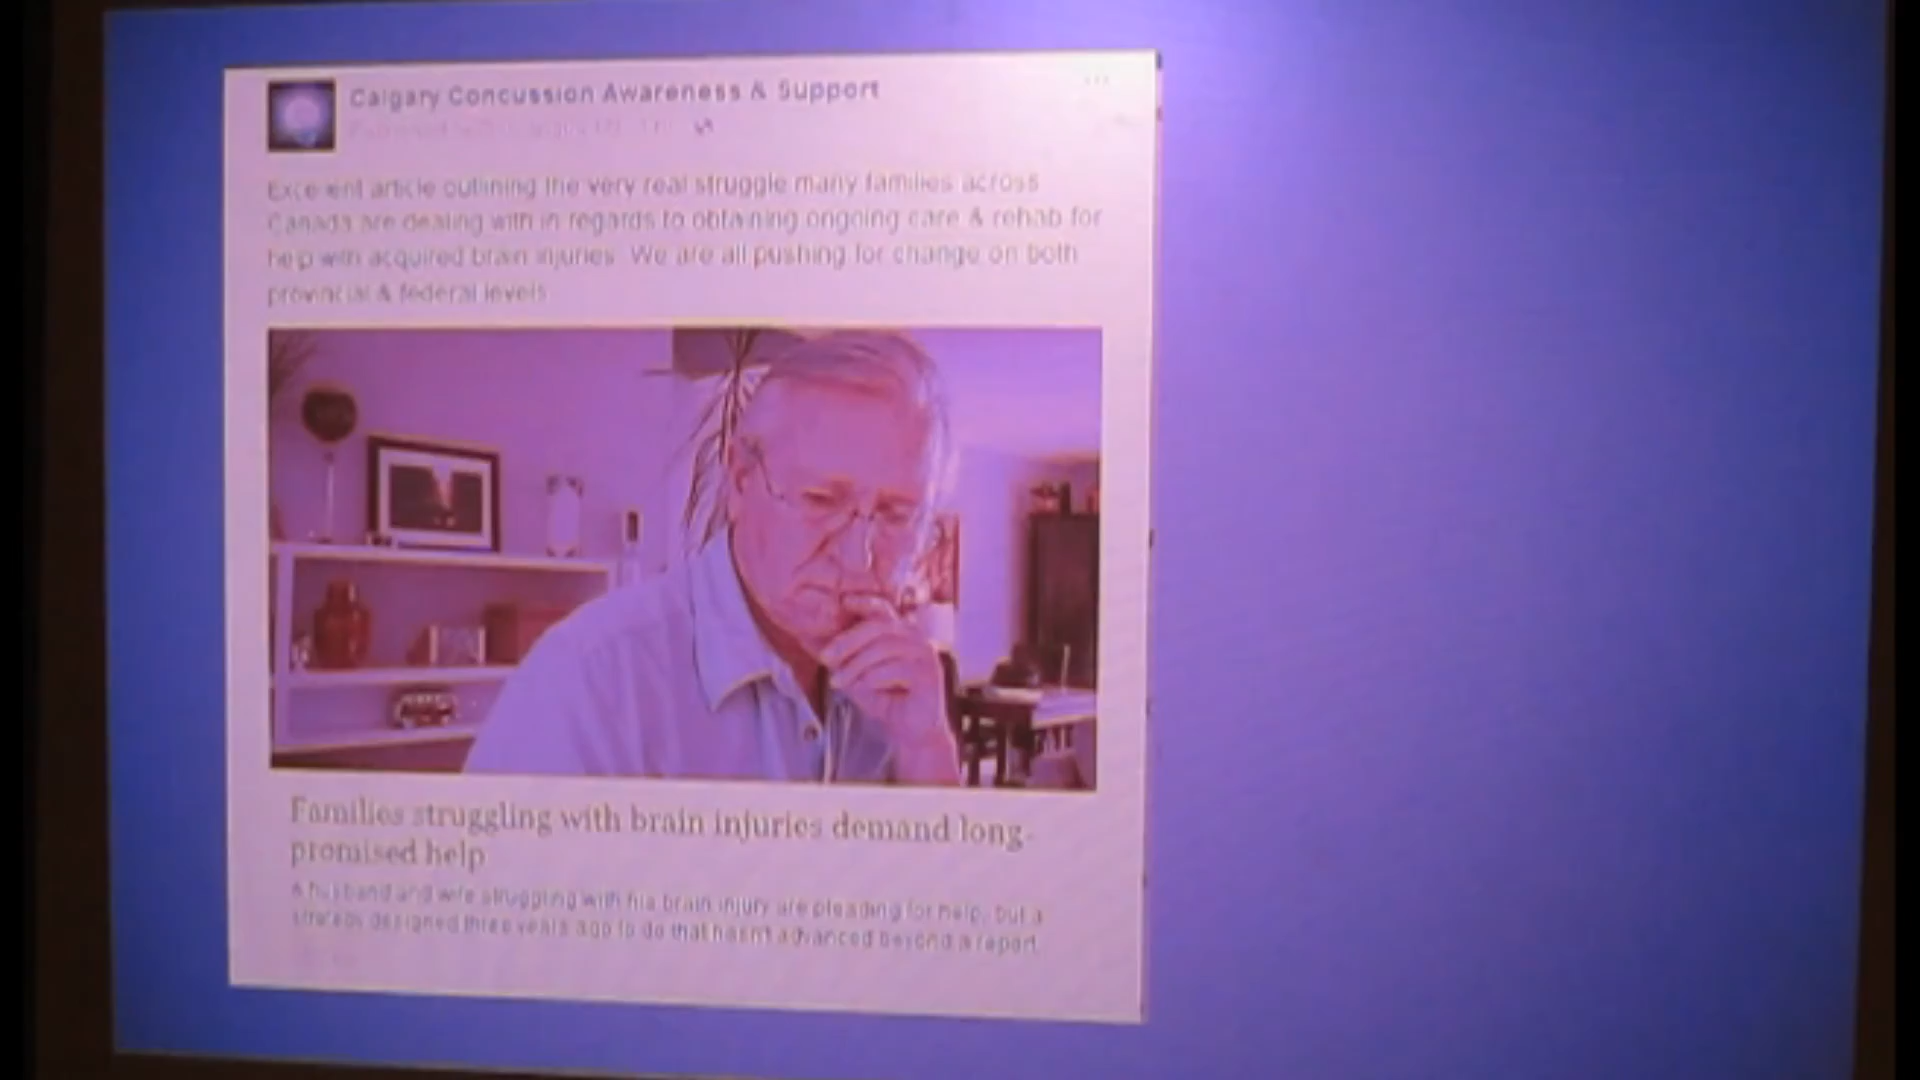 Calgary Concussion Awareness & Support
Excellent article outlining the very real struggle many families across
Canada are dealing with in regards to obtaining ongoing care & rehab for
help with acquired brain injuries. We are all pushing for change on both
provincial & federal levels
Families struggling with brain injuries demand long-
promised help
A husband and wife struggling with his brain injury are pleading for help, but a
strategy designed three years ago to do that hasn't advanced beyond a report